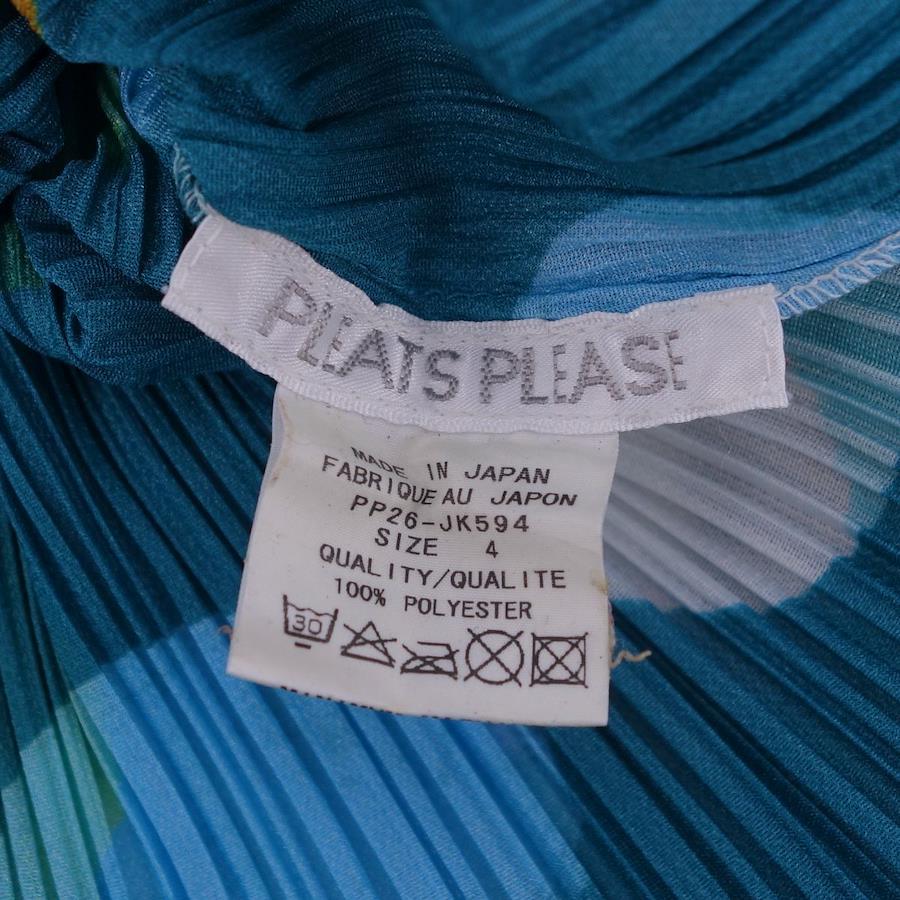 PLEATS PLEASE
MADE IN JAPAN
FABRIQUE AU JAPON
PP26-JK594
SIZE 4
QUALITY/QUALITE
100% POLYESTER
30